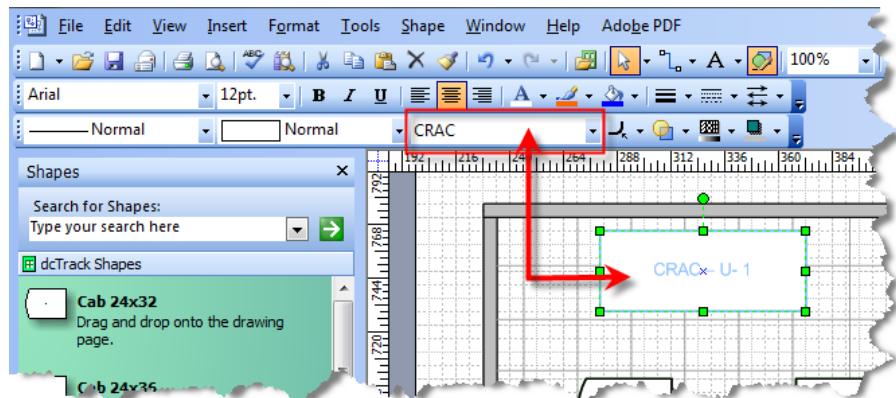 File Edit View Insert Format Tools Shape Window Help Adobe PDF
ABC A 100%
Arial 12pt. B I U A
Normal Normal CRAC
Shapes
Search for Shapes:
Type your search here
dcTrack Shapes
Cab 24x32
Drag and drop onto the drawing
page.
Cab 24x36
192 216 240 264 288 312 336 360 384
792
768
744
720
CRAC - U- 1